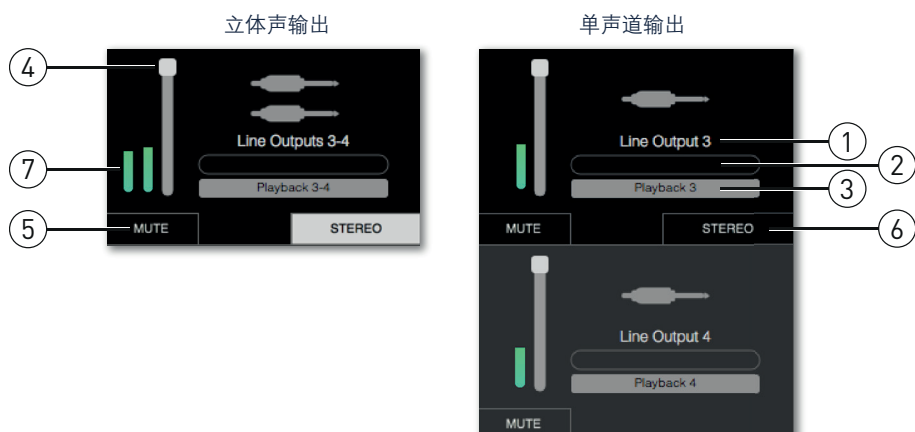 立体声输出
单声道输出
4
7
5
Line Outputs 3-4
Playback 3-4
MUTE
STEREO
Line Output 3
Playback 3
MUTE
STEREO
1
2
3
6
Line Output 4
Playback 4
MUTE